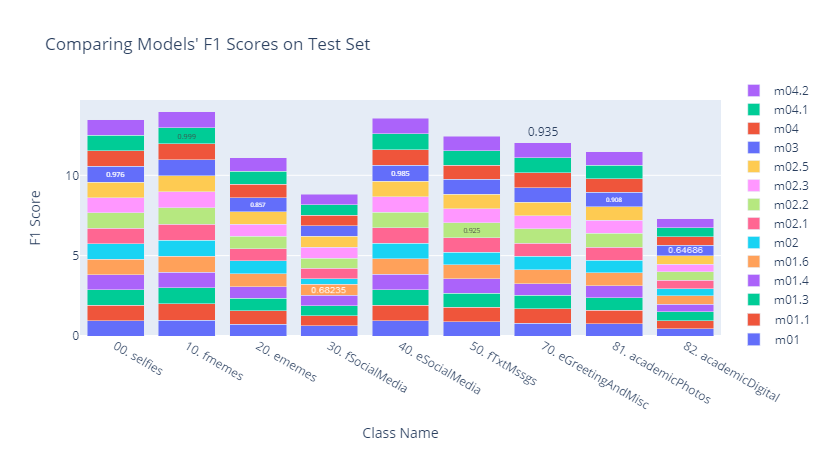 Comparing Models' F1 Scores on Test Set
m04.2
m04.1
m04
m03
m02.5
m02.3
m02.2
m02.1
m02
m01.6
m01.4
m01.3
m01.1
m01
F1 Score
10
5
0
0.976
0.999
0.857
0.68235
0.985
0.925
0.935
0.908
0.64686
00. selfies
10. fmemes
20. ememes
30. fSocialMedia
40. eSocialMedia
50. fTxtMssgs
70. eGreetingAndMisc
81. academicPhotos
82. academicDigital
Class Name